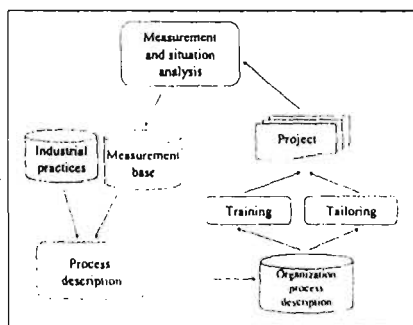 Measurement
and situation
analysis
Industrial
practices
Measurement
base
Project
Training
Tailoring
Process
description
Organization
process
description